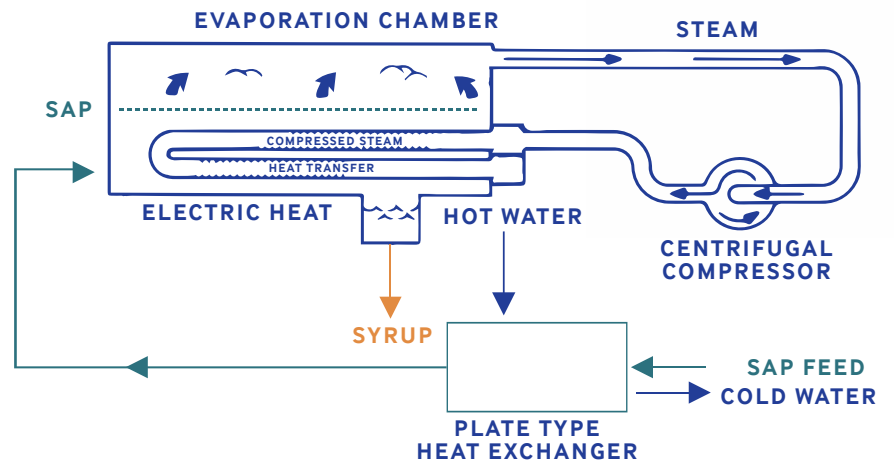 EVAPORATION CHAMBER
STEAM
SAP
COMPRESSED STEAM
HEAT TRANSFER
ELECTRIC HEAT
HOT WATER
CENTRIFUGAL
COMPRESSOR
SYRUP
SAP FEED
COLD WATER
PLATE TYPE
HEAT EXCHANGER